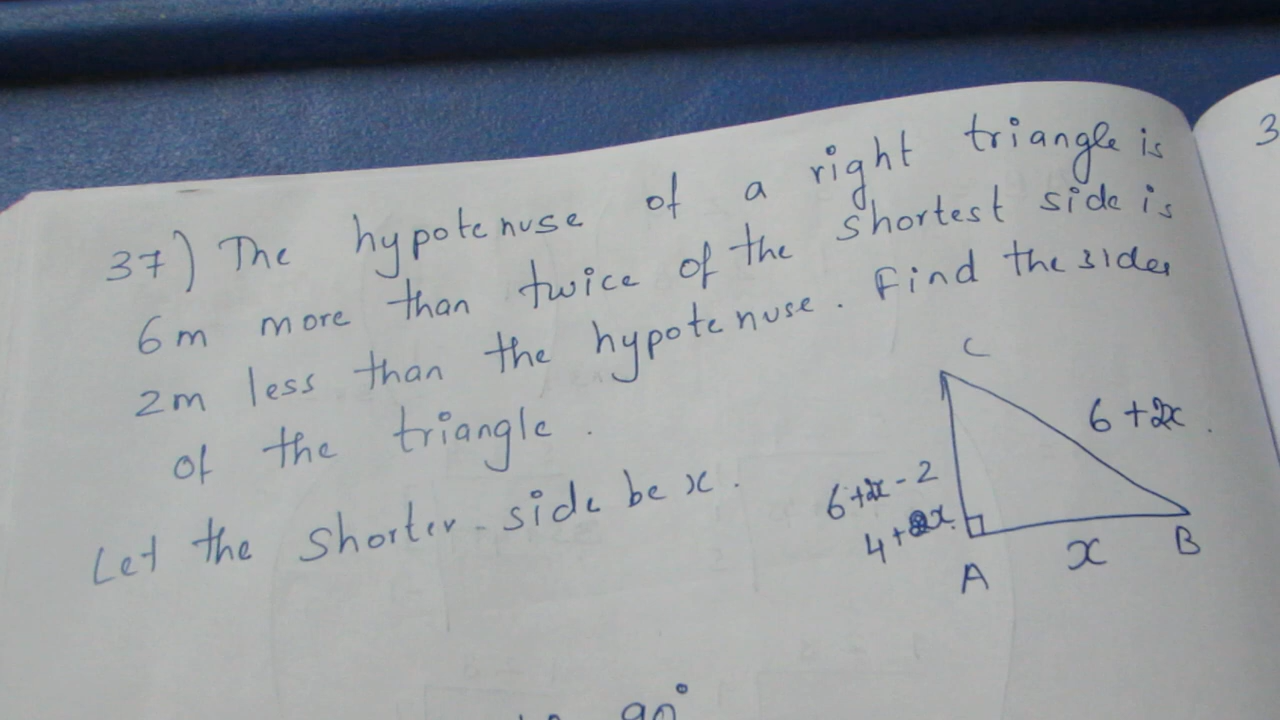 37) The hypotenuse of a right triangle is
6m more than twice of the shortest side is
2m less than the hypotenuse. Find the sides
of the triangle.
Let the shorter side be x.
C
6+2x.
6+2x-2
4+2x.
A
x
B
90°
3